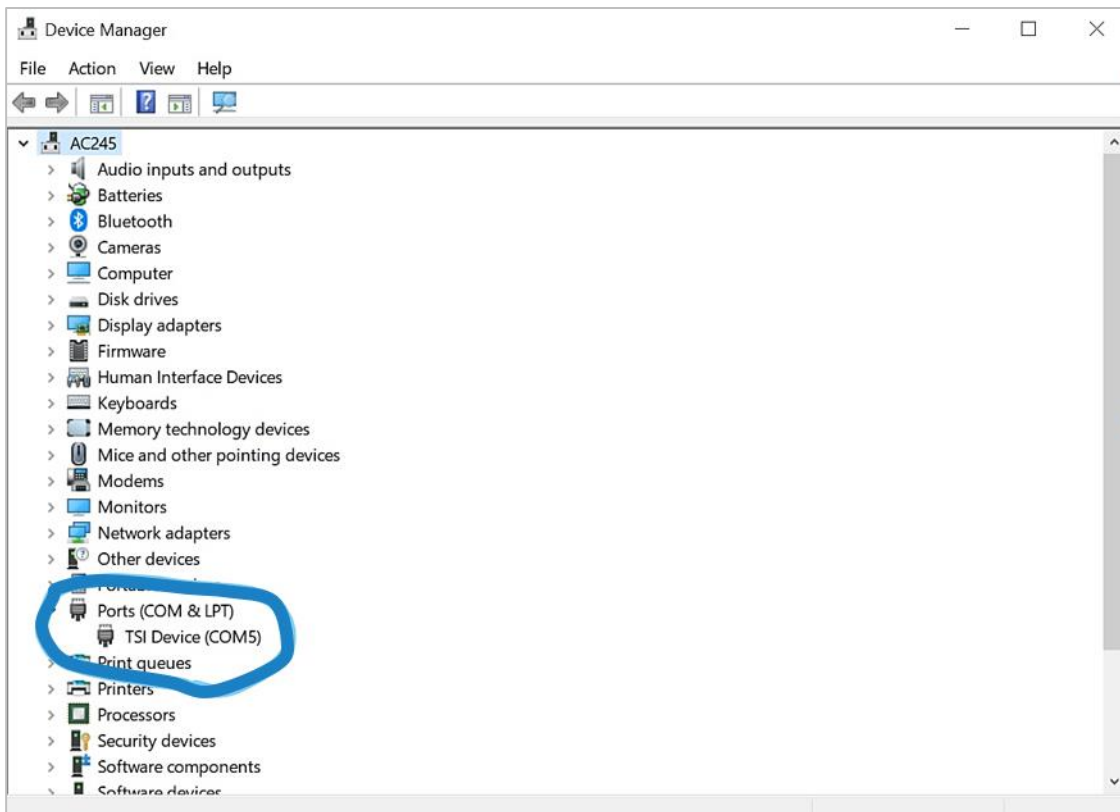 Device Manager
File Action View Help
AC245
Audio inputs and outputs
Batteries
Bluetooth
Cameras
Computer
Disk drives
Display adapters
Firmware
Human Interface Devices
Keyboards
Memory technology devices
Mice and other pointing devices
Modems
Monitors
Network adapters
Other devices
Ports (COM & LPT)
TSI Device (COM5)
Print queues
Printers
Processors
Security devices
Software components
Software devices